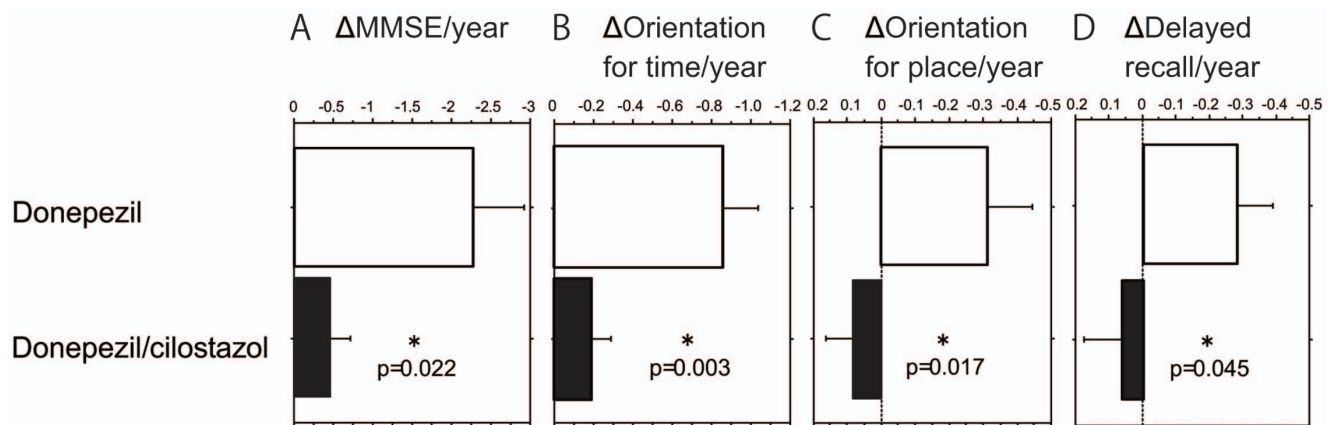 A ΔMMSE/year
B ΔOrientation for time/year
C ΔOrientation for place/year
D ΔDelayed recall/year
0 -0.5 -1 -1.5 -2 -2.5 -3
0 -0.2 -0.4 -0.6 -0.8 -1.0 -1.2
0.2 0.1 0 -0.1 -0.2 -0.3 -0.4 -0.5
0.2 0.1 0 -0.1 -0.2 -0.3 -0.4 -0.5
Donepezil
Donepezil/cilostazol
*
p=0.022
*
p=0.003
*
p=0.017
*
p=0.045